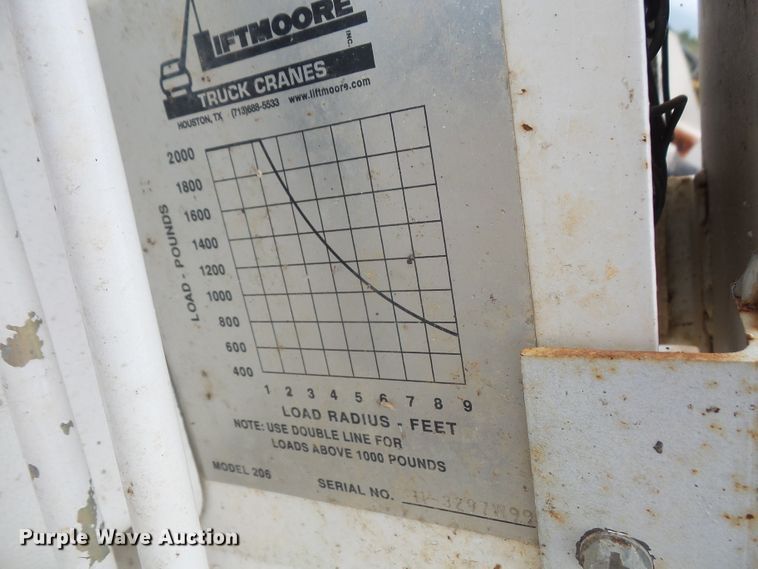 LIFTMOORE INC.
TRUCK CRANES
HOUSTON, TX (713)688-5533 www.liftmoore.com
2000
1800
1600
1400
1200
1000
800
600
400
LOAD - POUNDS
1 2 3 4 5 6 7 8 9
LOAD RADIUS - FEET
NOTE: USE DOUBLE LINE FOR
LOADS ABOVE 1000 POUNDS
MODEL 206
SERIAL NO.
Purple Wave Auction